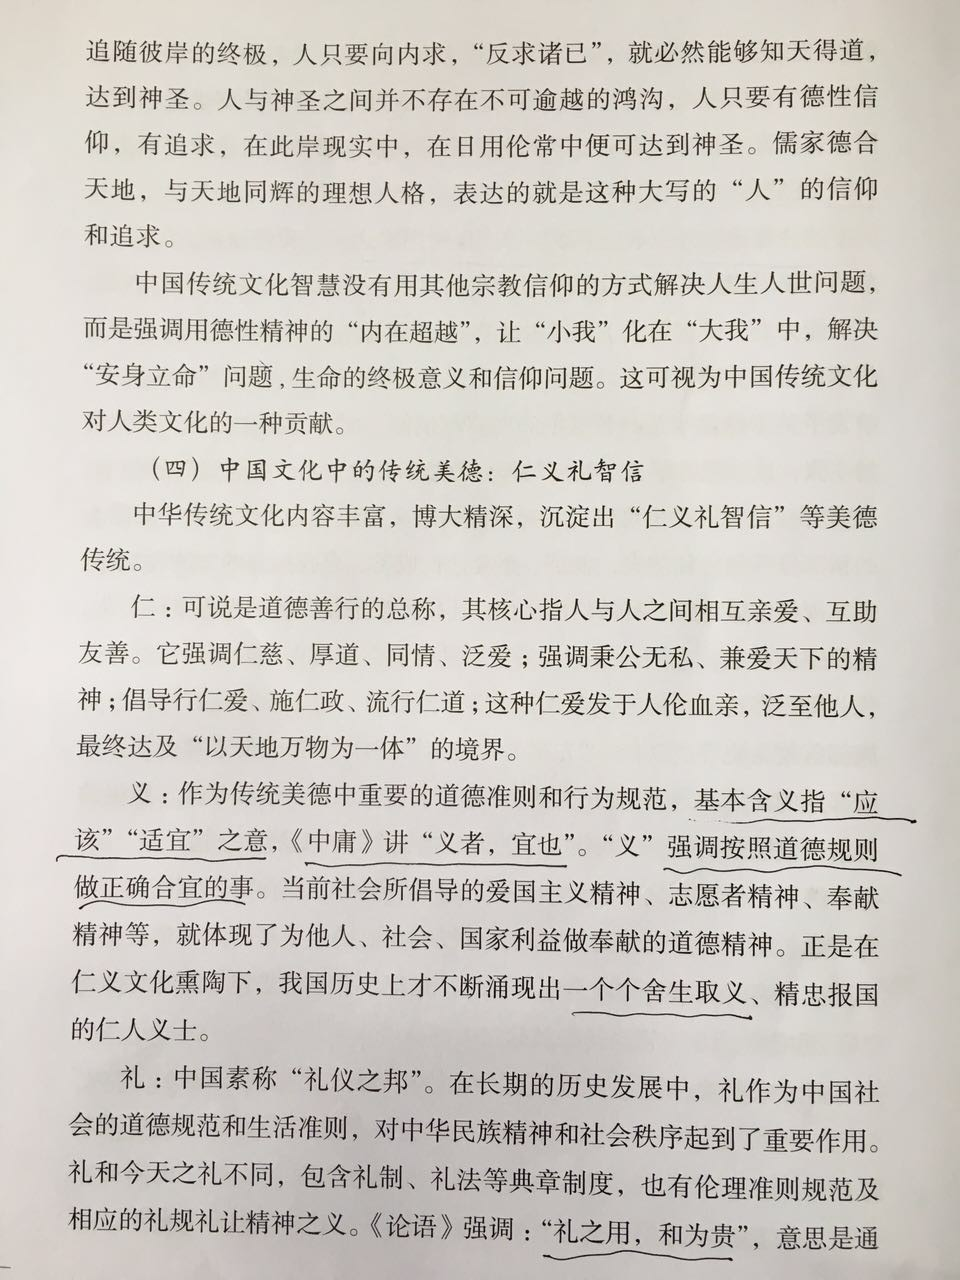 追随彼岸的终极，人只要向内求，“反求诸已”，就必然能够知天得道，
达到神圣。人与神圣之间并不存在不可逾越的鸿沟，人只要有德性信
仰，有追求，在此岸现实中，在日用伦常中便可达到神圣。儒家德合
天地，与天地同辉的理想人格，表达的就是这种大写的“人”的信仰
和追求。
中国传统文化智慧没有用其他宗教信仰的方式解决人生人世问题，
而是强调用德性精神的“内在超越”，让“小我”化在“大我”中，解决
“安身立命”问题，生命的终极意义和信仰问题。这可视为中国传统文化
对人类文化的一种贡献。
（四）中国文化中的传统美德：仁义礼智信
中华传统文化内容丰富，博大精深，沉淀出“仁义礼智信”等美德
传统。
仁：可说是道德善行的总称，其核心指人与人之间相互亲爱、互助
友善。它强调仁慈、厚道、同情、泛爱；强调秉公无私、兼爱天下的精
神；倡导行仁爱、施仁政、流行仁道；这种仁爱发于人伦血亲，泛至他人，
最终达及“以天地万物为一体”的境界。
义：作为传统美德中重要的道德准则和行为规范，基本含义指“应
该”“适宜”之意，《中庸》讲“义者，宜也”。“义”强调按照道德规则
做正确合宜的事。当前社会所倡导的爱国主义精神、志愿者精神、奉献
精神等，就体现了为他人、社会、国家利益做奉献的道德精神。正是在
仁义文化熏陶下，我国历史上才不断涌现出一个个舍生取义、精忠报国
的仁人义士。
礼：中国素称“礼仪之邦”。在长期的历史发展中，礼作为中国社
会的道德规范和生活准则，对中华民族精神和社会秩序起到了重要作用。
礼和今天之礼不同，包含礼制、礼法等典章制度，也有伦理准则规范及
相应的礼规礼让精神之义。《论语》强调：“礼之用，和为贵”，意思是通